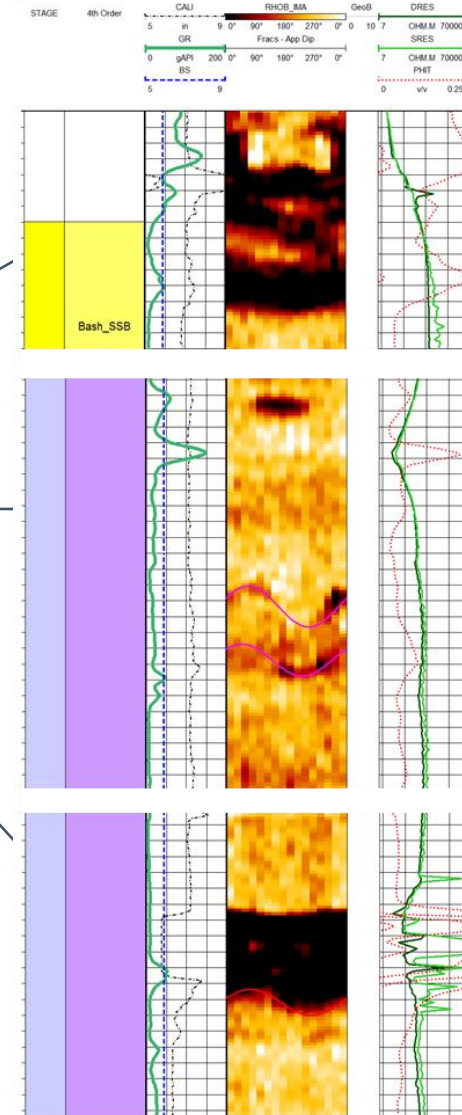 STAGE 4th Order CALI RHOB_IMA GeoB DRES
5 in 9 0° 90° 180° 270° 0° 0 10 7 OHM.M 70000
GR Fracs - App Dip SRES
0 gAPI 200 0° 90° 180° 270° 0° 7 OHM.M 70000
BS PHIT
5 9 0 v/v 0.25
Bash_SSB